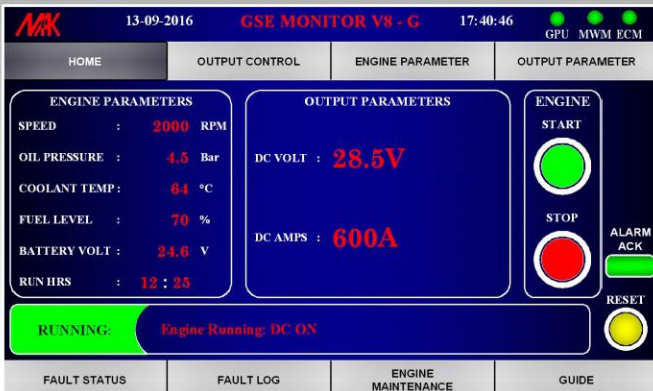 MAK
13-09-2016 GSE MONITOR V8 - G 17:40:46
GPU MWM ECM
HOME OUTPUT CONTROL ENGINE PARAMETER OUTPUT PARAMETER
ENGINE PARAMETERS
SPEED : 2000 RPM
OIL PRESSURE : 4.5 Bar
COOLANT TEMP : 64 °C
FUEL LEVEL : 70 %
BATTERY VOLT : 24.6 V
RUN HRS : 12 : 25
OUTPUT PARAMETERS
DC VOLT : 28.5V
DC AMPS : 600A
ENGINE
START
STOP
ALARM
ACK
RESET
RUNNING: Engine Running: DC ON
FAULT STATUS FAULT LOG ENGINE MAINTENANCE GUIDE